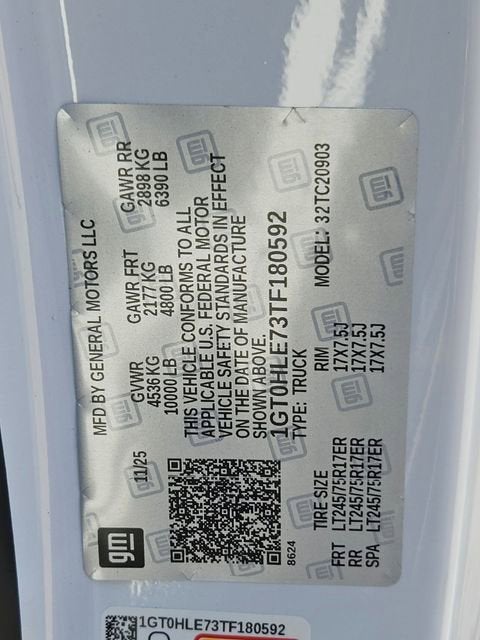 gm
MFD BY GENERAL MOTORS LLC
11/25
GVWR GAWR FRT GAWR RR
4536 KG 2177 KG 2898 KG
10000 LB 4800 LB 6390 LB
THIS VEHICLE CONFORMS TO ALL
APPLICABLE U.S. FEDERAL MOTOR
VEHICLE SAFETY STANDARDS IN EFFECT
ON THE DATE OF MANUFACTURE
SHOWN ABOVE.
1GT0HLE73TF180592
TYPE: TRUCK MODEL: 32TC20903
8624
TIRE SIZE RIM
FRT LT245/75R17ER 17X7.5J
RR LT245/75R17ER 17X7.5J
SPA LT245/75R17ER 17X7.5J
1GT0HLE73TF180592